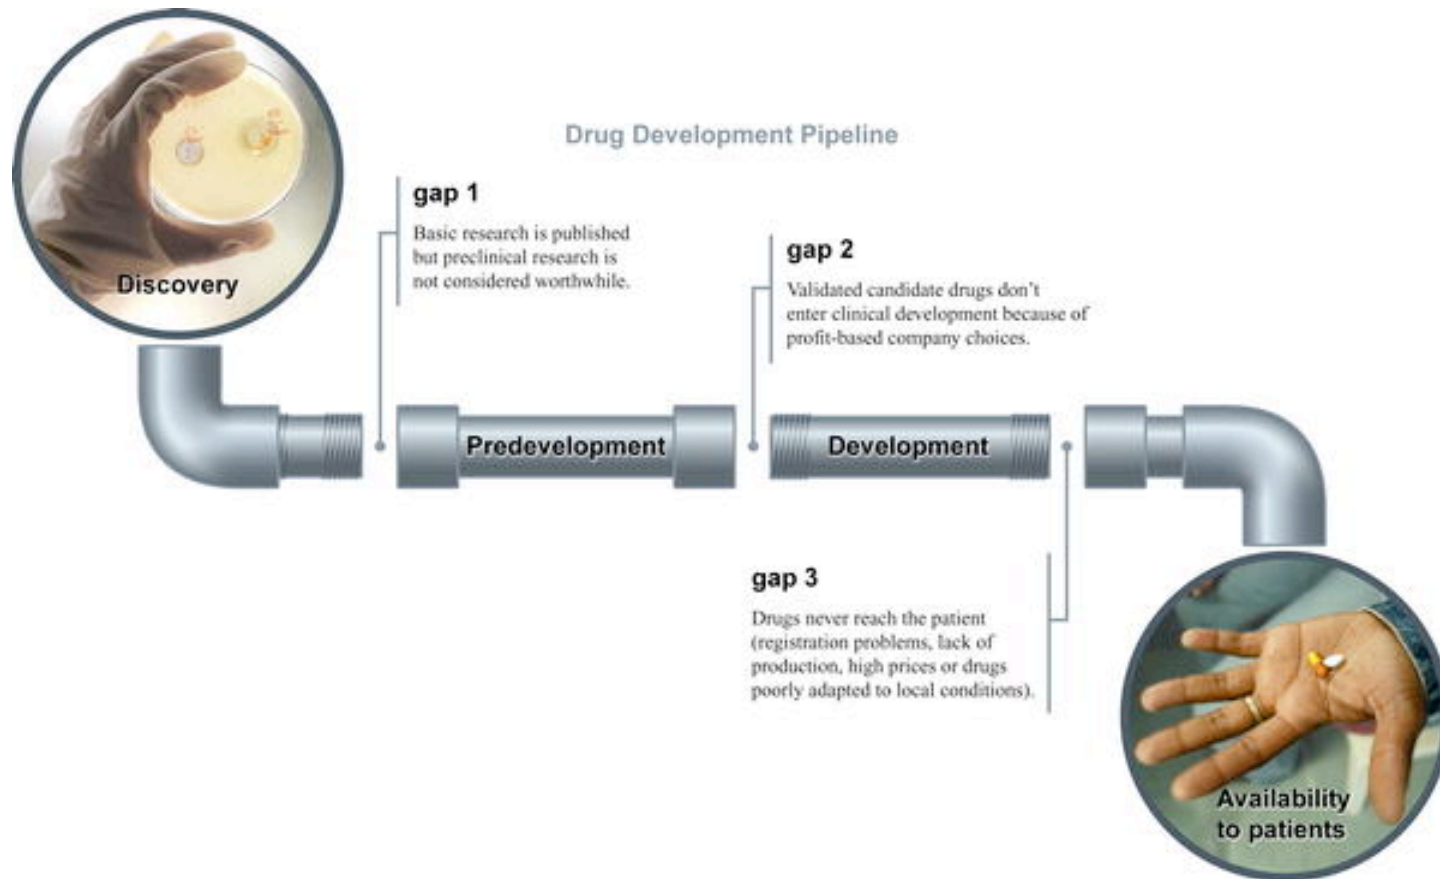 Drug Development Pipeline
Discovery
gap 1
Basic research is published
but preclinical research is
not considered worthwhile.
gap 2
Validated candidate drugs don't
enter clinical development because of
profit-based company choices.
Predevelopment
Development
gap 3
Drugs never reach the patient
(registration problems, lack of
production, high prices or drugs
poorly adapted to local conditions).
Availability
to patients